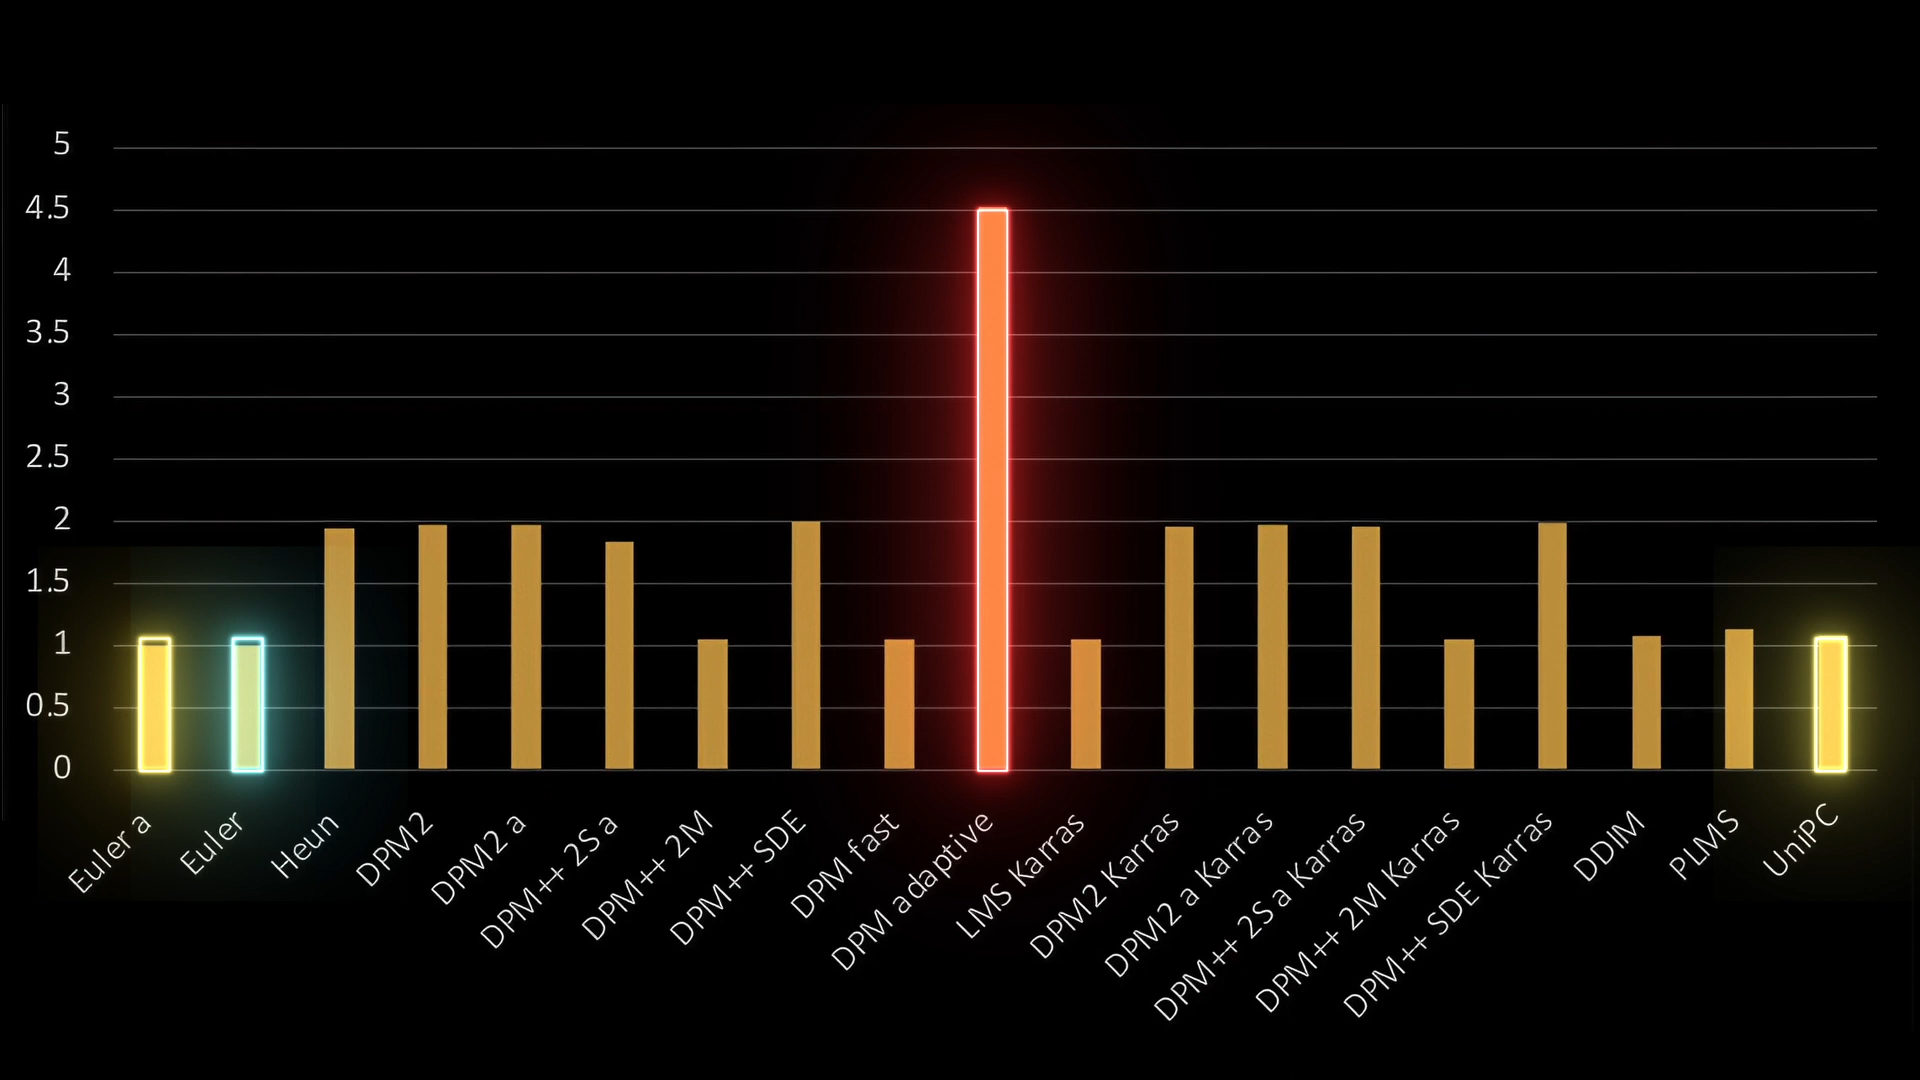 5
4.5
4
3.5
3
2.5
2
1.5
1
0.5
0
Euler a
Euler
Heun
DPM2
DPM2 a
DPM++ 2S a
DPM++ 2M
DPM++ SDE
DPM fast
DPM adaptive
LMS Karras
DPM2 Karras
DPM2 a Karras
DPM++ 2S a Karras
DPM++ 2M Karras
DPM++ SDE Karras
DDIM
PLMS
UniPC